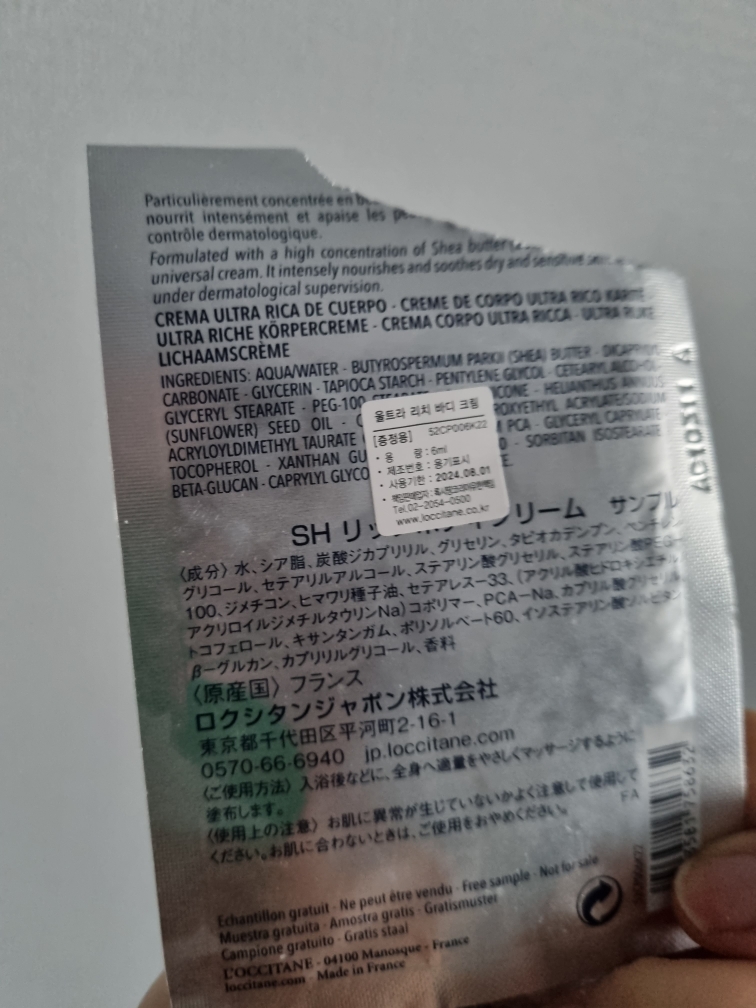 Particulièrement concentrée en
nourrit intensément et apaise les
contrôle dermatologique.
Formulated with a high concentration of Shea butter
universal cream. It intensely nourishes and soothes dry and sensitive
under dermatological supervision.
CREMA ULTRA RICA DE CUERPO - CREME DE CORPO ULTRA RICO KARITÉ
ULTRA RICHE KÖRPERCREME - CREMA CORPO ULTRA RICCA - ULTRA RIJKE
LICHAAMSCRÈME
INGREDIENTS: AQUA/WATER - BUTYROSPERMUM PARKII (SHEA) BUTTER - DICAPRYLYL
CARBONATE - GLYCERIN - TAPIOCA STARCH - PENTYLENE GLYCOL - CETEARYL ALCOHOL
GLYCERYL STEARATE - PEG-100 - HELIANTHUS ANNUUS
(SUNFLOWER) SEED OIL - ACRYLATE/SODIUM
ACRYLOYLDIMETHYL TAURATE PCA - GLYCERYL CAPRYLATE
TOCOPHEROL - XANTHAN - SORBITAN ISOSTEARATE
BETA-GLUCAN - CAPRYLYL
울트라 리치 바디 크림
[증정용] 52CP006K22
• 용 량 : 6ml
• 제조번호 : 용기표시
• 사용기한 : 2024.08.01
Tel.02-2054-0500
www.loccitane.co.kr
A010311 A
SH サンプル
〈成分〉水、シア脂、炭酸ジカプリリル、グリセリン、タピオカデンプン、ペンチレン
グリコール、セテアリルアルコール、ステアリン酸グリセリル、ステアリン酸PEG-
100、ジメチコン、ヒマワリ種子油、セテアレス-33、(アクリル酸ヒドロキシエチル
アクリロイルジメチルタウリンNa)コポリマー、PCA-Na、カプリル酸グリセリル
トコフェロール、キサンタンガム、ポリソルベート60、イソステアリン酸ソルビタン
β-グルカン、カプリリルグリコール、香料
〈原産国〉フランス
ロクシタンジャポン株式会社
東京都千代田区平河町2-16-1
0570-66-6940 jp.loccitane.com
〈ご使用方法〉入浴後などに、全身へ適量をやさしくマッサージするように
塗布します。
〈使用上の注意〉お肌に異常が生じていないかよく注意して使用して
ください。お肌に合わないときは、ご使用をおやめください。
FA
Echantillon gratuit - Ne peut être vendu - Free sample - Not for sale
Muestra gratuita - Amostra gratis - Gratismuster
Campione gratuito - Gratis staal
L'OCCITANE - 04100 Manosque - France
loccitane.com - Made in France